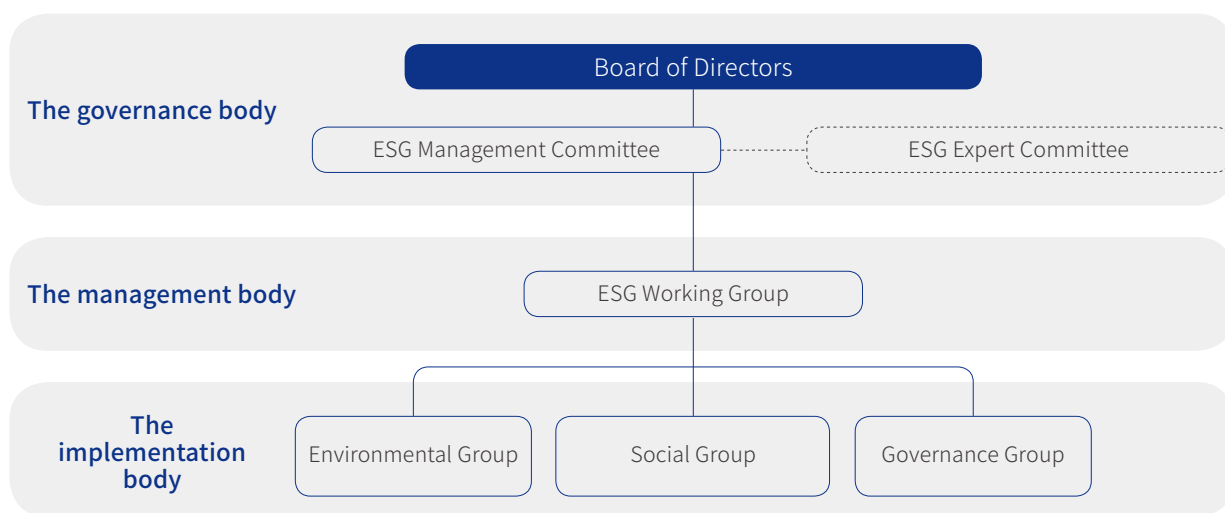 Board of Directors
The governance body
ESG Management Committee
ESG Expert Committee
The management body
ESG Working Group
The
implementation
body
Environmental Group
Social Group
Governance Group